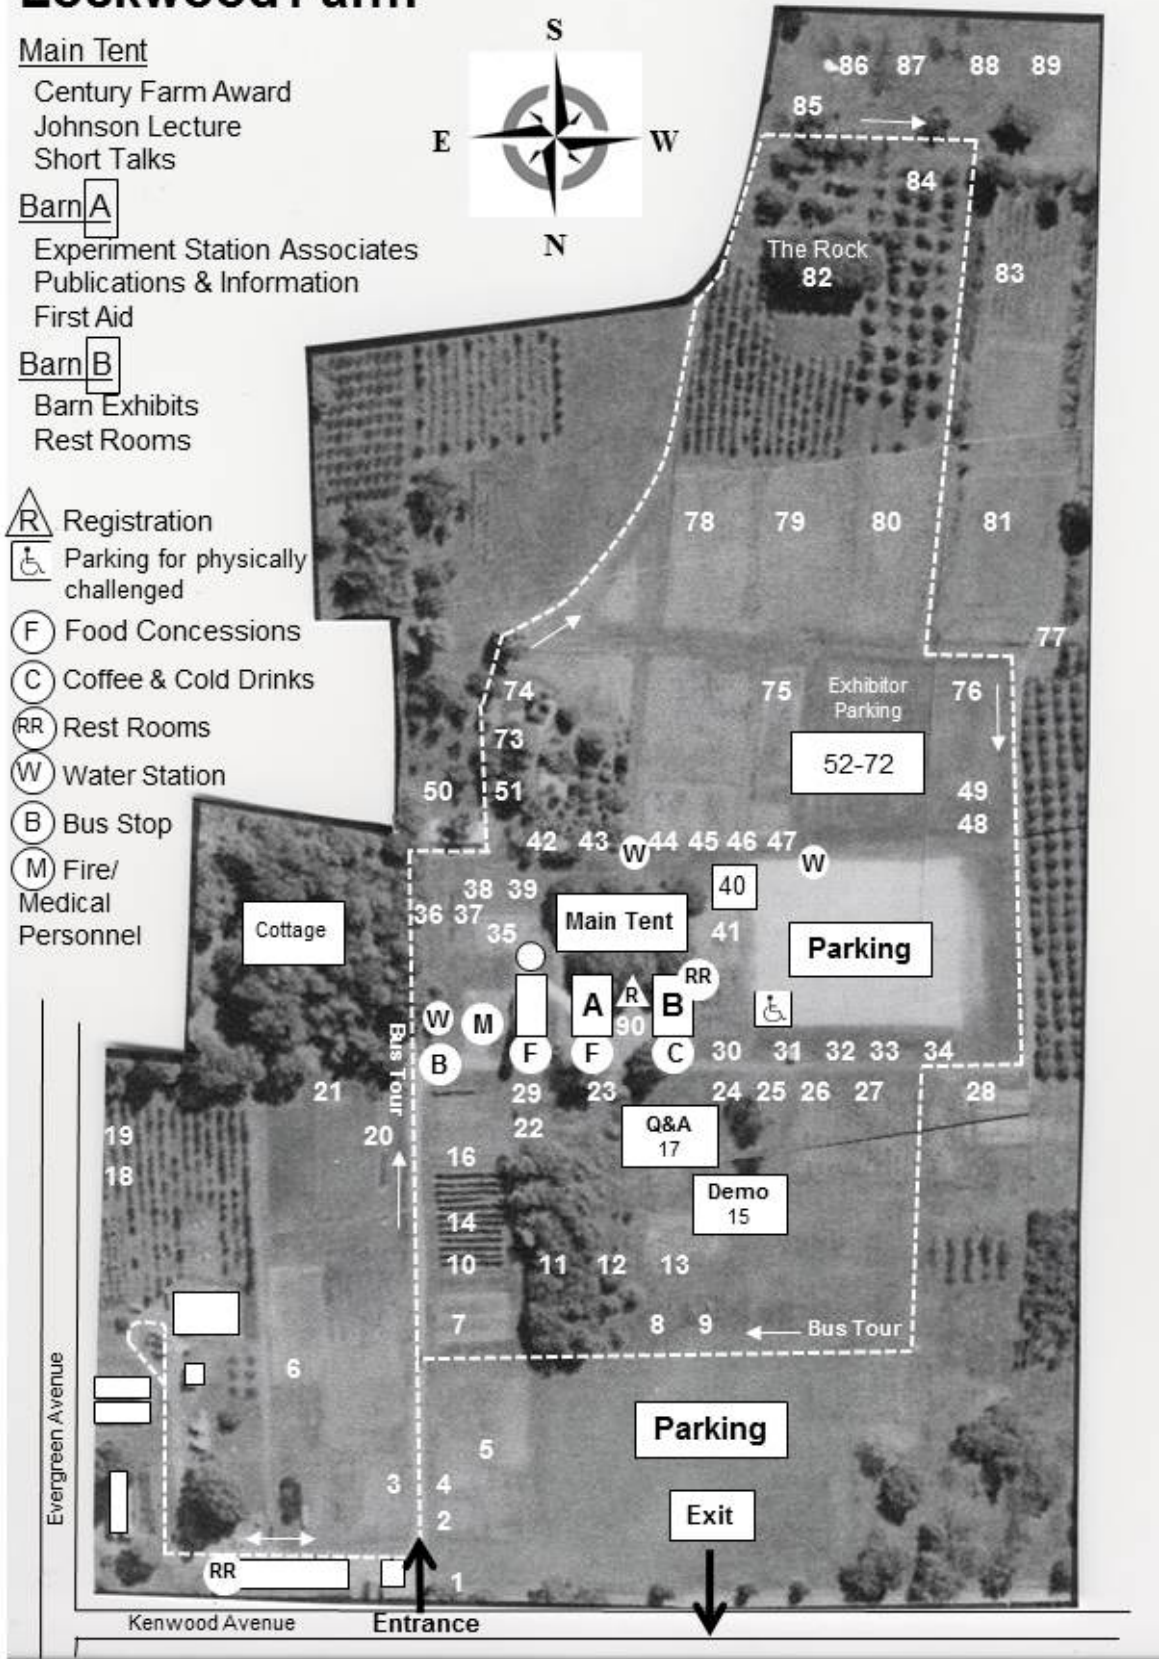 Lockwood Farm
Main Tent
Century Farm Award
Johnson Lecture
Short Talks
Barn A
Experiment Station Associates
Publications & Information
First Aid
Barn B
Barn Exhibits
Rest Rooms
R Registration
Parking for physically
challenged
F Food Concessions
C Coffee & Cold Drinks
RR Rest Rooms
W Water Station
B Bus Stop
M Fire/
Medical
Personnel
S
E W
N
86 87 88 89
85
84
The Rock
82 83
78 79 80 81
77
74 75 Exhibitor 76
Parking
73
52-72
50 51 49
48
42 43 W 44 45 46 47 W
38 39 40
36 37 Main Tent
35 41 Parking
Cottage
RR
A R B
W M 90
Bus Tour
B F F C 30 31 32 33 34
21 29 23 24 25 26 27 28
19 20 22 Q&A
17
18 16
Demo
15
14
10 11 12 13
7 8 9 Bus Tour
6
Parking
5
3 4
2 Exit
RR
1
Evergreen Avenue
Kenwood Avenue Entrance